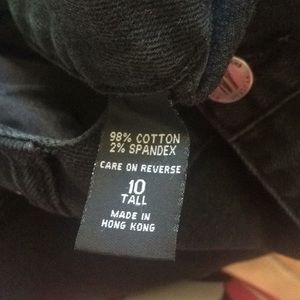 98% COTTON
2% SPANDEX
CARE ON REVERSE
10
TALL
MADE IN
HONG KONG